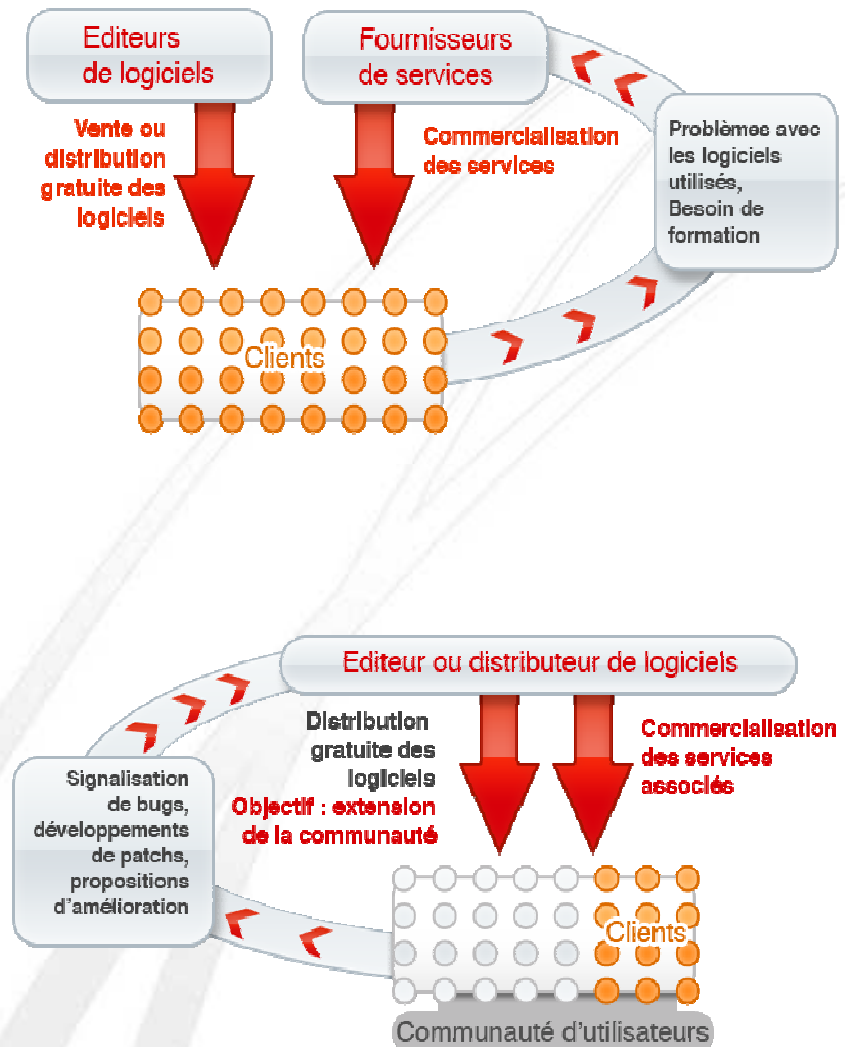 Editeurs
de logiciels
Fournisseurs
de services
Vente ou
distribution
gratuite des
logiciels
Commercialisation
des services
Problèmes avec
les logiciels
utilisés,
Besoin de
formation
Clients
Editeur ou distributeur de logiciels
Distribution
gratuite des
logiciels
Objectif : extension
de la communauté
Commercialisation
des services
associés
Signalisation
de bugs,
développements
de patchs,
propositions
d'amélioration
Clients
Communauté d'utilisateurs